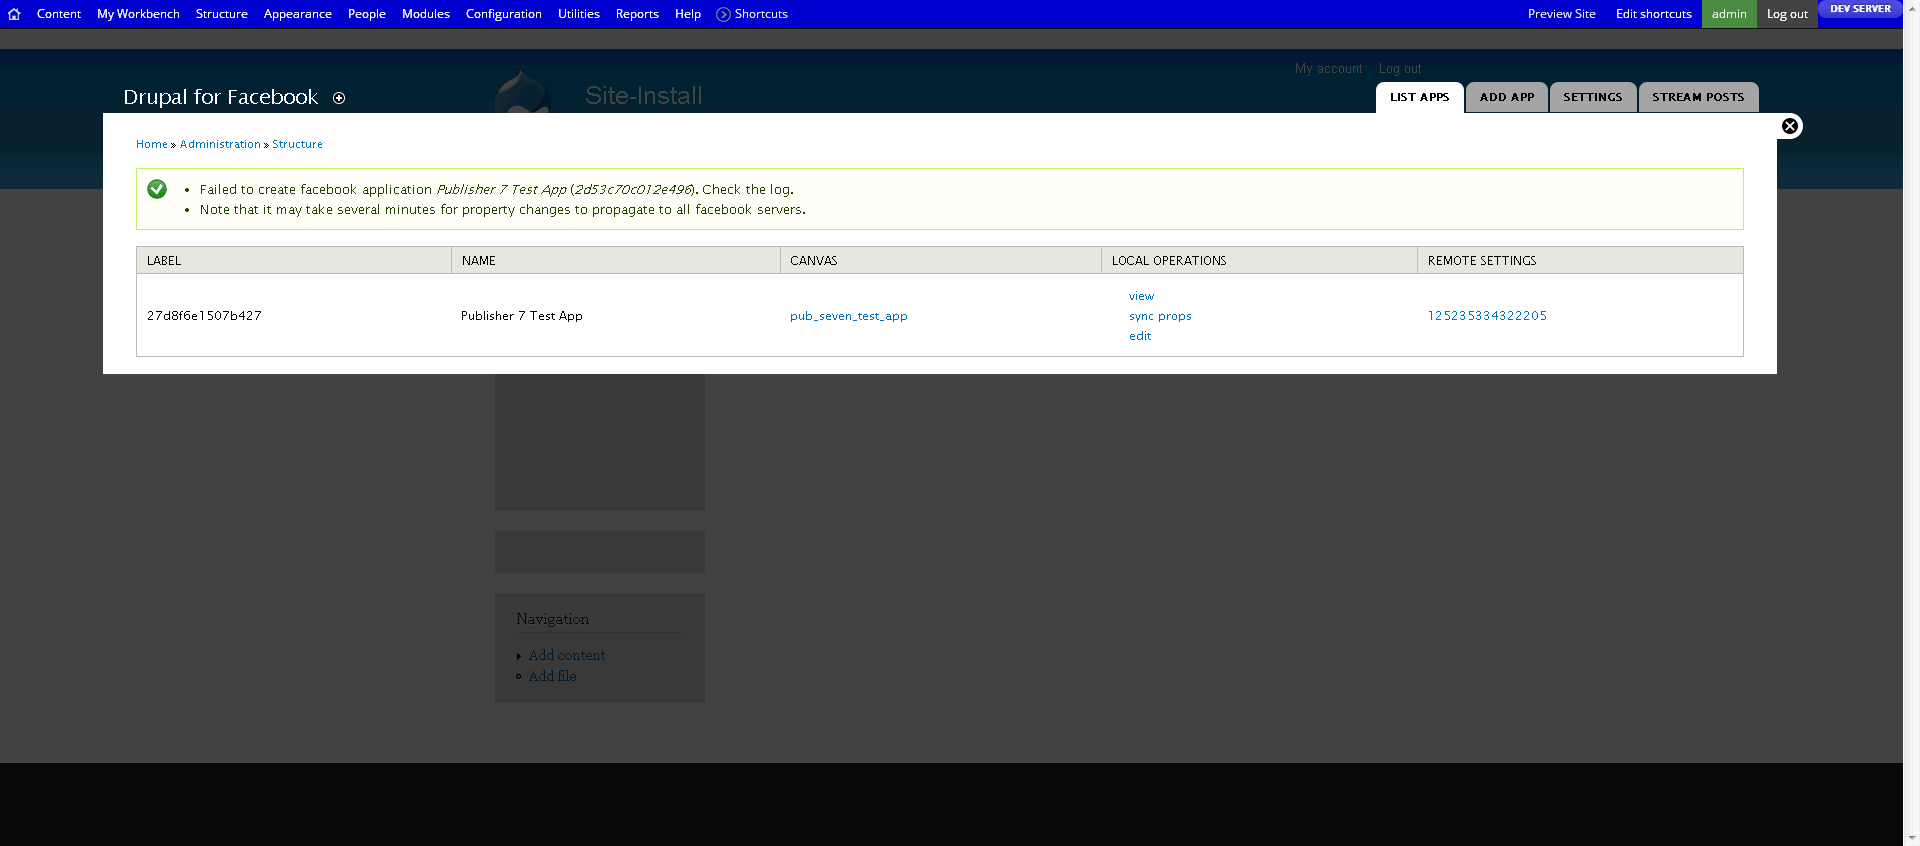 Content My Workbench Structure Appearance People Modules Configuration Utilities Reports Help Shortcuts Preview Site Edit shortcuts admin Log out DEV SERVER
My account Log out
Drupal for Facebook Site-Install LIST APPS ADD APP SETTINGS STREAM POSTS
Home » Administration » Structure
• Failed to create facebook application Publisher 7 Test App (2d53c70c012e496). Check the log.
• Note that it may take several minutes for property changes to propagate to all facebook servers.
LABEL NAME CANVAS LOCAL OPERATIONS REMOTE SETTINGS
view
27d8f6e1507b427 Publisher 7 Test App pub_seven_test_app sync props 125235334322205
edit
Navigation
Add content
Add file